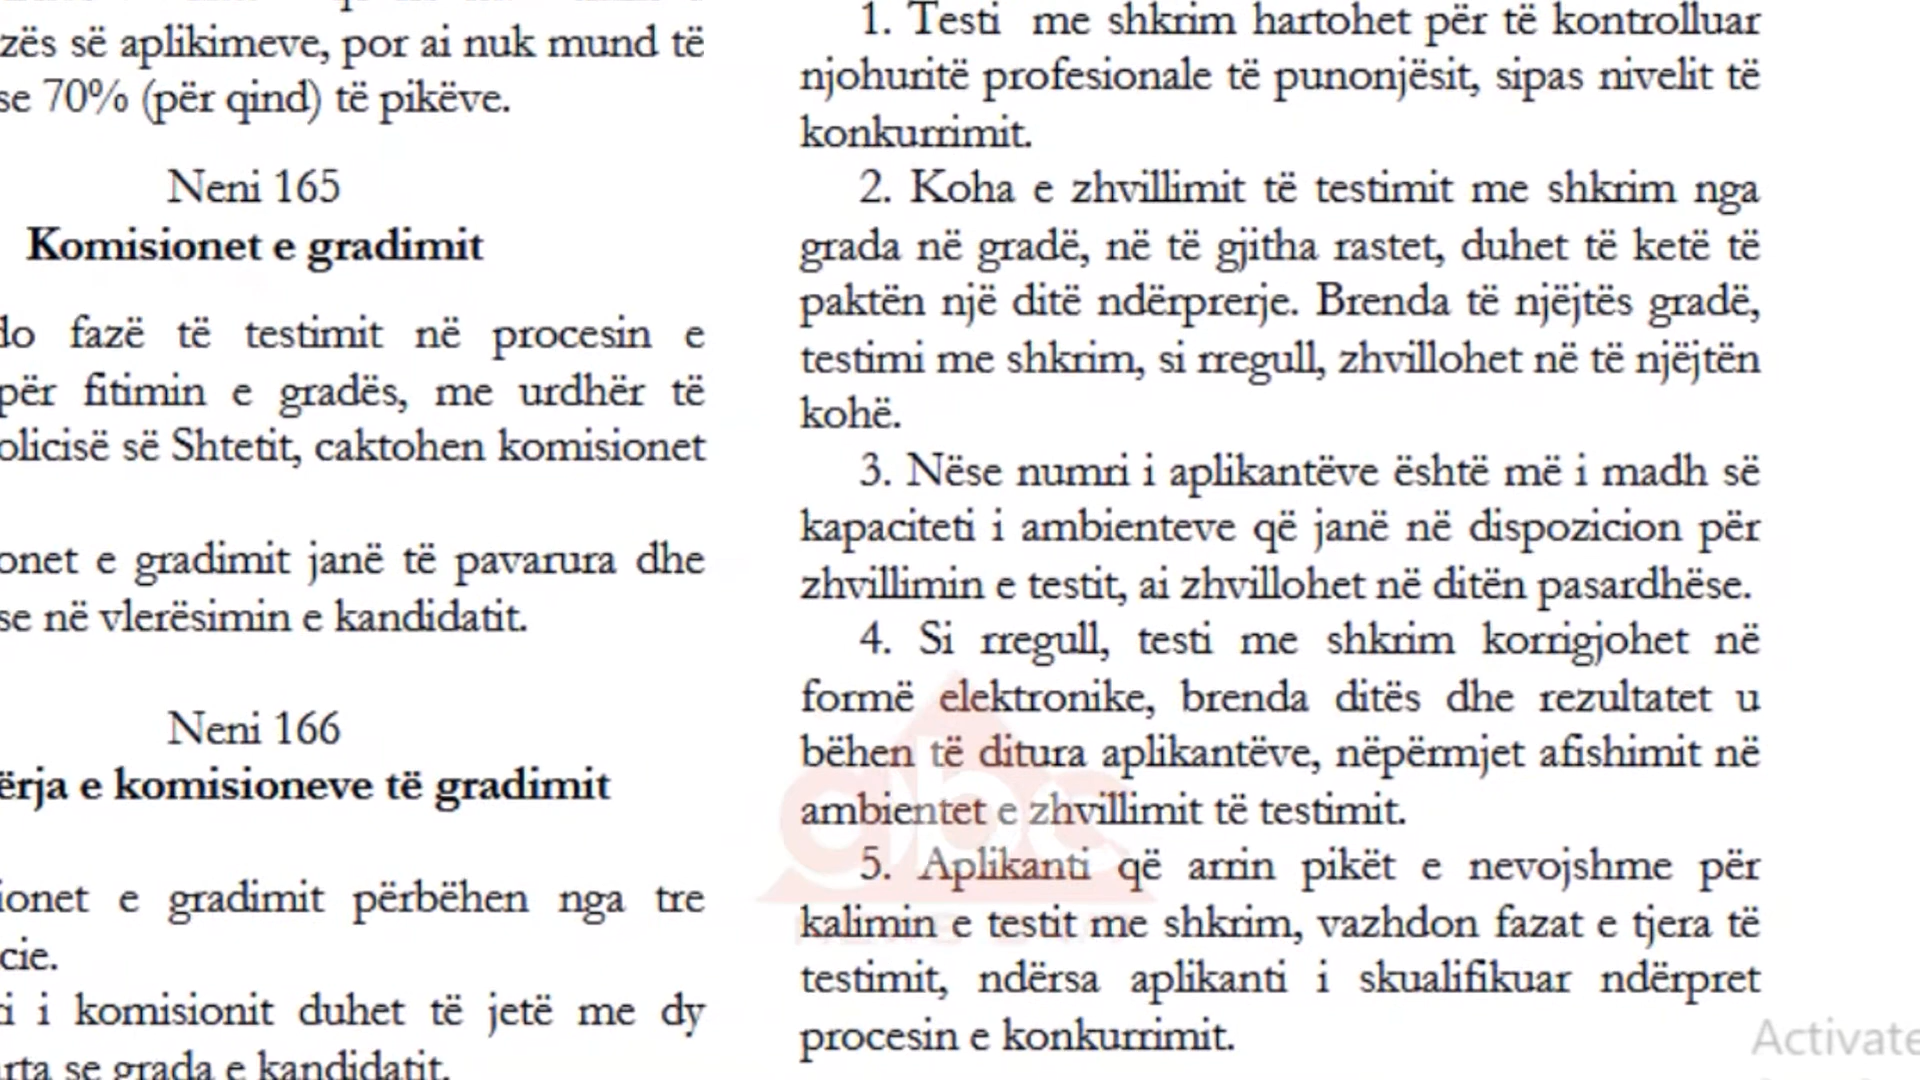 zës së aplikimeve, por ai nuk mund të
se 70% (për qind) të pikëve.
Neni 165
Komisionet e gradimit
do fazë të testimit në procesin e
për fitimin e gradës, me urdhër të
olicisë së Shtetit, caktohen komisionet
onet e gradimit janë të pavarura dhe
se në vlerësimin e kandidatit.
Neni 166
ërja e komisioneve të gradimit
ionet e gradimit përbëhen nga tre
cie.
i i komisionit duhet të jetë me dy
rta se grada e kandidatit.
1. Testi me shkrim hartohet për të kontrolluar
njohuritë profesionale të punonjësit, sipas nivelit të
konkurrimit.
2. Koha e zhvillimit të testimit me shkrim nga
grada në gradë, në të gjitha rastet, duhet të ketë të
paktën një ditë ndërprerje. Brenda të njëjtës gradë,
testimi me shkrim, si rregull, zhvillohet në të njëjtën
kohë.
3. Nëse numri i aplikantëve është më i madh së
kapaciteti i ambienteve që janë në dispozicion për
zhvillimin e testit, ai zhvillohet në ditën pasardhëse.
4. Si rregull, testi me shkrim korrigjohet në
formë elektronike, brenda ditës dhe rezultatet u
bëhen të ditura aplikantëve, nëpërmjet afishimit në
ambientet e zhvillimit të testimit.
5. Aplikanti që arrin pikët e nevojshme për
kalimin e testit me shkrim, vazhdon fazat e tjera të
testimit, ndërsa aplikanti i skualifikuar ndërpret
procesin e konkurrimit.
abc
Activate